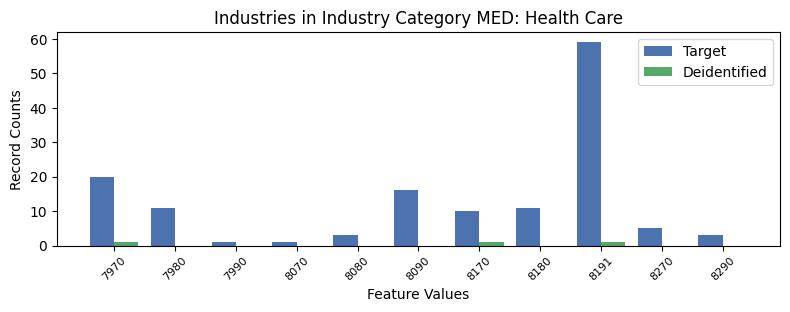 Industries in Industry Category MED: Health Care
Target
Deidentified
Record Counts
60
50
40
30
20
10
0
7970 7980 7990 8070 8080 8090 8170 8180 8191 8270 8290
Feature Values